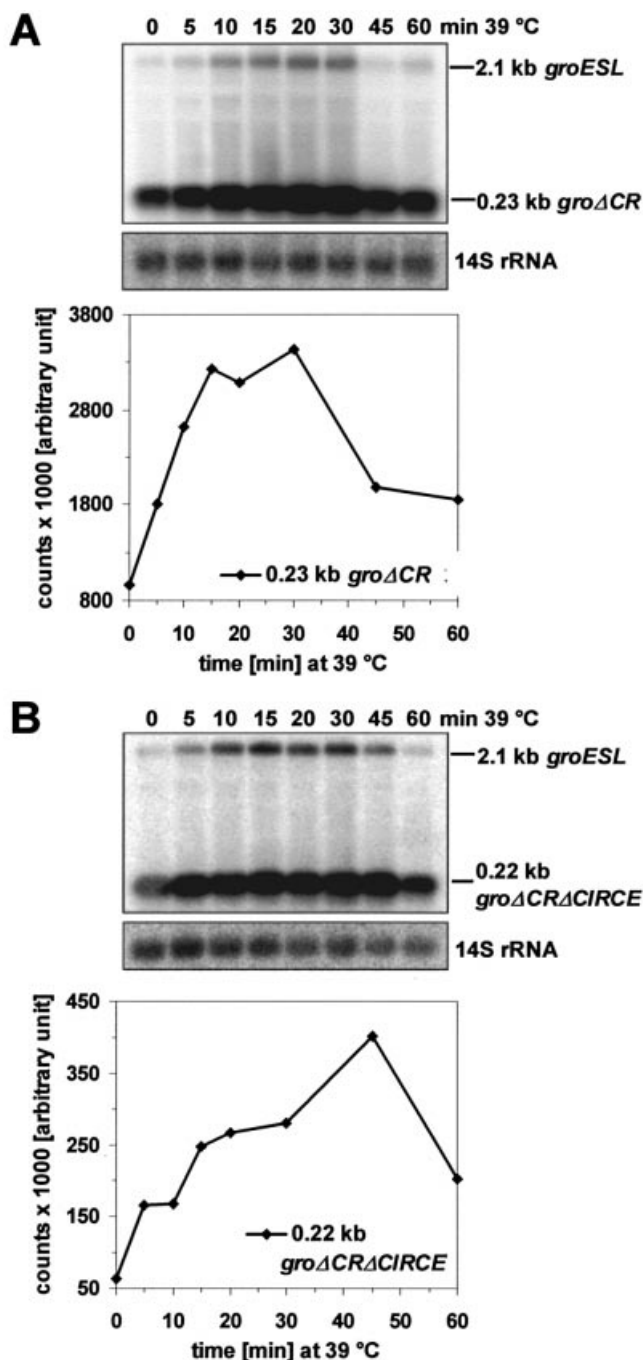 A
0 5 10 15 20 30 45 60 min 39 °C
2.1 kb groESL
0.23 kb groΔCR
14S rRNA
3800
2800
1800
800
counts x 1000 [arbitrary unit]
0.23 kb groΔCR :
0 10 20 30 40 50 60
time [min] at 39 °C
B
0 5 10 15 20 30 45 60 min 39 °C
2.1 kb groESL
0.22 kb
groΔCRΔCIRCE
14S rRNA
450
350
250
150
50
counts x 1000 [arbitrary unit]
0.22 kb
groΔCRΔCIRCE
0 10 20 30 40 50 60
time [min] at 39 °C